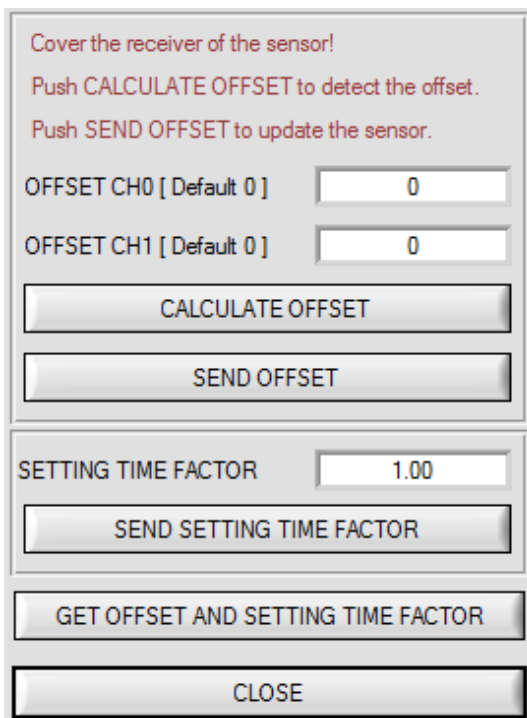 Cover the receiver of the sensor!
Push CALCULATE OFFSET to detect the offset.
Push SEND OFFSET to update the sensor.
OFFSET CH0 [ Default 0 ] 0
OFFSET CH1 [ Default 0 ] 0
CALCULATE OFFSET
SEND OFFSET
SETTING TIME FACTOR 1.00
SEND SETTING TIME FACTOR
GET OFFSET AND SETTING TIME FACTOR
CLOSE